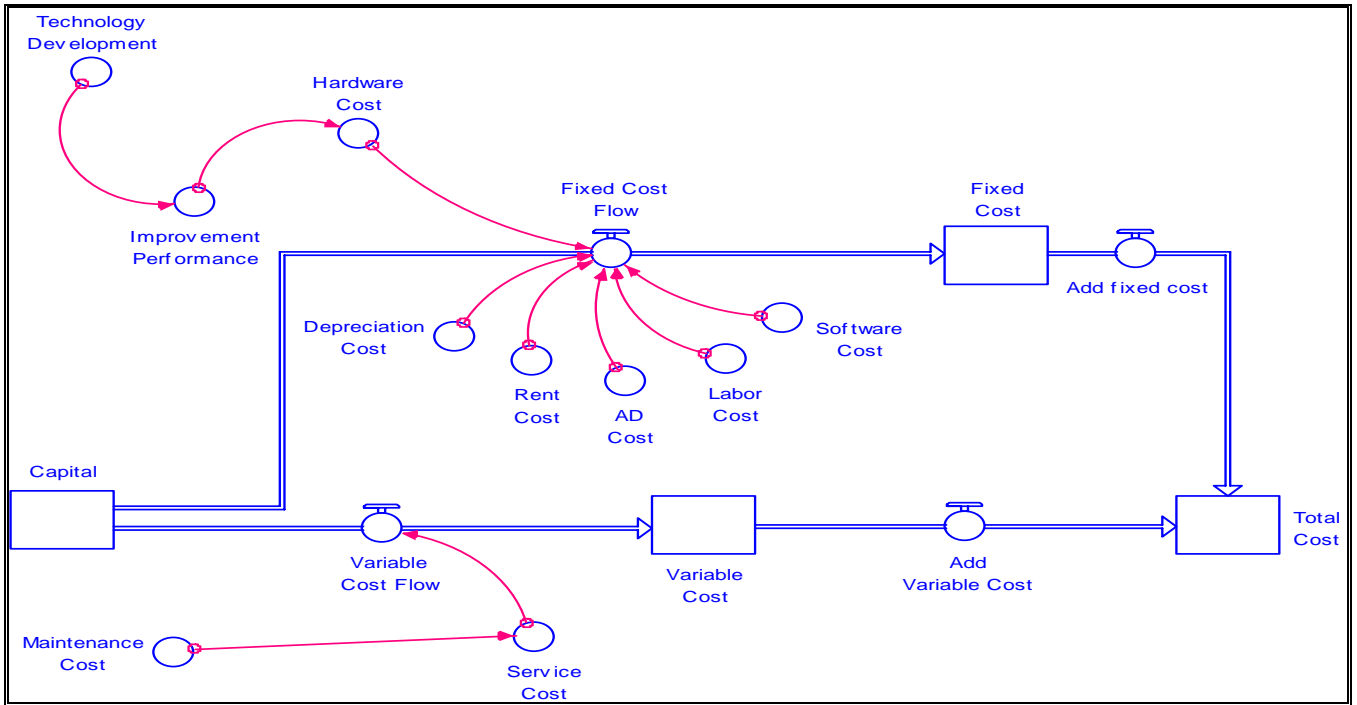 Technology
Development
Hardware
Cost
Improvement
Performance
Fixed Cost
Flow
Fixed
Cost
Add fixed cost
Depreciation
Cost
Rent
Cost
AD
Cost
Labor
Cost
Software
Cost
Capital
Variable
Cost Flow
Variable
Cost
Add
Variable Cost
Total
Cost
Maintenance
Cost
Service
Cost